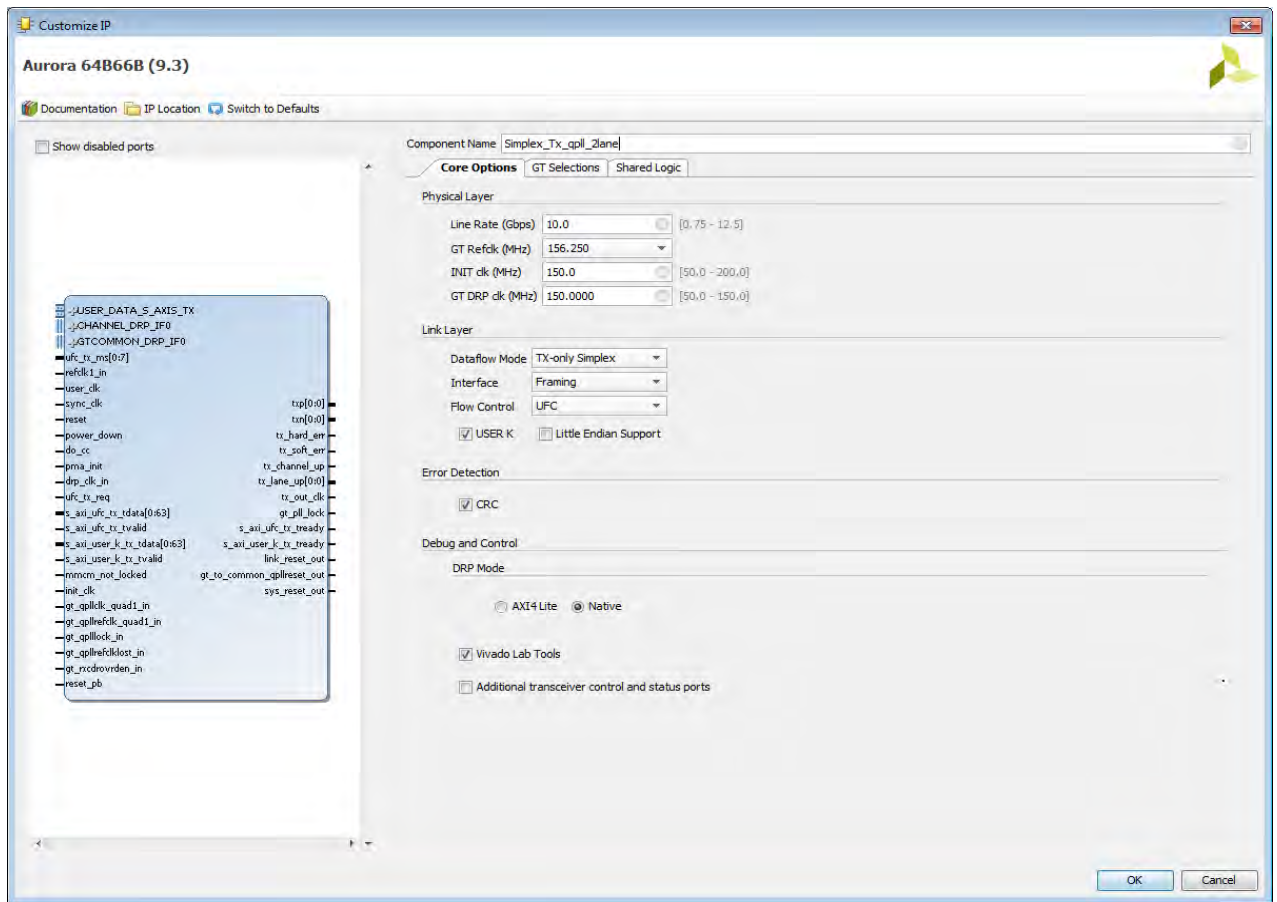 Customize IP
Aurora 64B66B (9.3)
Documentation IP Location Switch to Defaults
Show disabled ports
USER_DATA_S_AXIS_TX
CHANNEL_DRP_IF0
GTCOMMON_DRP_IF0
ufc_tx_ms[0:7]
refclk1_in
user_clk
sync_clk txp[0:0]
reset txn[0:0]
power_down tx_hard_err
do_cc tx_soft_err
pma_init tx_channel_up
drp_clk_in tx_lane_up[0:0]
ufc_tx_req tx_out_clk
s_axi_ufc_tx_tdata[0:63] gt_pll_lock
s_axi_ufc_tx_tvalid s_axi_ufc_tx_tready
s_axi_user_k_tx_tdata[0:63] s_axi_user_k_tx_tready
s_axi_user_k_tx_tvalid link_reset_out
mmcm_not_locked gt_to_common_qpllreset_out
init_clk sys_reset_out
gt_qpllclk_quad1_in
gt_qpllrefclk_quad1_in
gt_qplllock_in
gt_qpllrefclklost_in
gt_rxcdrovrden_in
reset_pb
Component Name Simplex_Tx_qpll_2lane
Core Options GT Selections Shared Logic
Physical Layer
Line Rate (Gbps) 10.0 [0.75 - 12.5]
GT Refclk (MHz) 156.250
INIT clk (MHz) 150.0 [50.0 - 200.0]
GT DRP clk (MHz) 150.0000 [50.0 - 150.0]
Link Layer
Dataflow Mode TX-only Simplex
Interface Framing
Flow Control UFC
USER K Little Endian Support
Error Detection
CRC
Debug and Control
DRP Mode
AXI4 Lite Native
Vivado Lab Tools
Additional transceiver control and status ports
OK Cancel